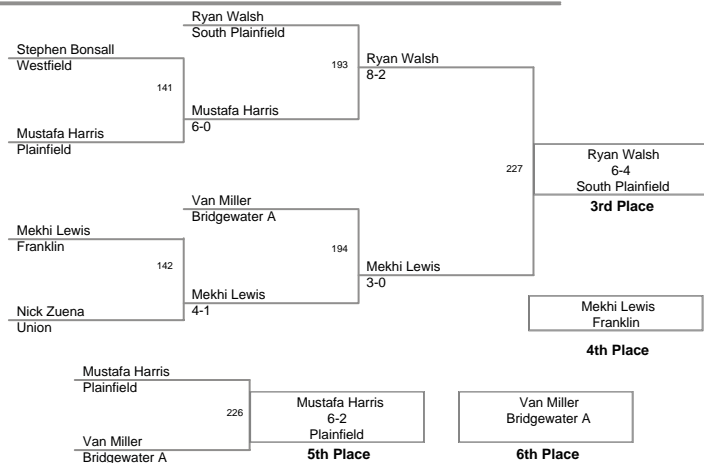 Ryan Walsh
South Plainfield
Stephen Bonsall
Westfield
193
Ryan Walsh
8-2
141
Mustafa Harris
6-0
Mustafa Harris
Plainfield
227
Ryan Walsh
6-4
South Plainfield
3rd Place
Van Miller
Bridgewater A
Mekhi Lewis
Franklin
194
142
Mekhi Lewis
3-0
Mekhi Lewis
4-1
Nick Zuena
Union
Mekhi Lewis
Franklin
4th Place
Mustafa Harris
Plainfield
226
Mustafa Harris
6-2
Plainfield
5th Place
Van Miller
Bridgewater A
Van Miller
Bridgewater A
6th Place